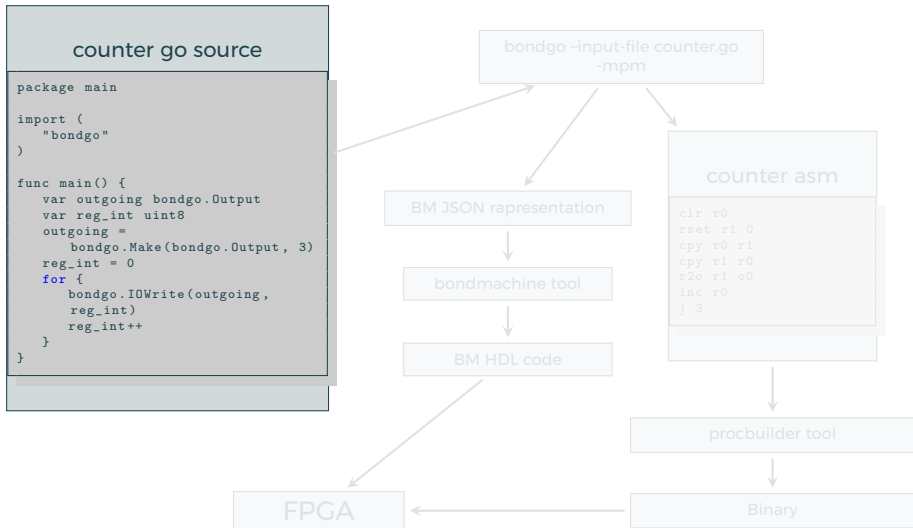 counter go source
package main
import (
"bondgo"
)
func main() {
var outgoing bondgo.Output
var reg_int uint8
outgoing =
bondgo.Make(bondgo.Output, 3)
reg_int = 0
for {
bondgo.IOWrite(outgoing,
reg_int)
reg_int++
}
}
bondgo –input-file counter.go
-mpm
BM JSON rapresentation
bondmachine tool
BM HDL code
FPGA
counter asm
clr r0
rset r1 0
cpy r0 r1
cpy r1 r0
r2o r1 o0
inc r0
j 3
procbuilder tool
Binary